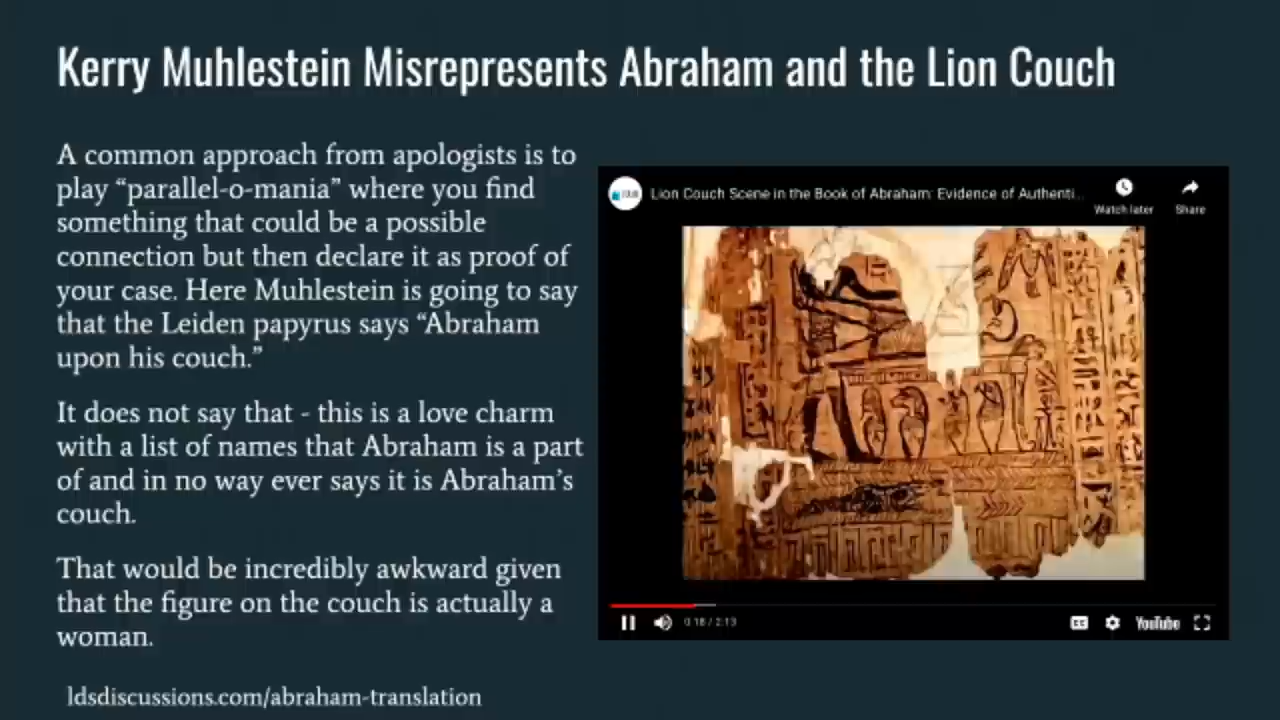 Kerry Muhlestein Misrepresents Abraham and the Lion Couch
A common approach from apologists is to
play “parallel-o-mania” where you find
something that could be a possible
connection but then declare it as proof of
your case. Here Muhlestein is going to say
that the Leiden papyrus says “Abraham
upon his couch.”
It does not say that - this is a love charm
with a list of names that Abraham is a part
of and in no way ever says it is Abraham’s
couch.
That would be incredibly awkward given
that the figure on the couch is actually a
woman.
ldsdiscussions.com/abraham-translation
Lion Couch Scene in the Book of Abraham: Evidence of Authenti...
Watch later
Share
0:18 / 2:13
CC
YouTube